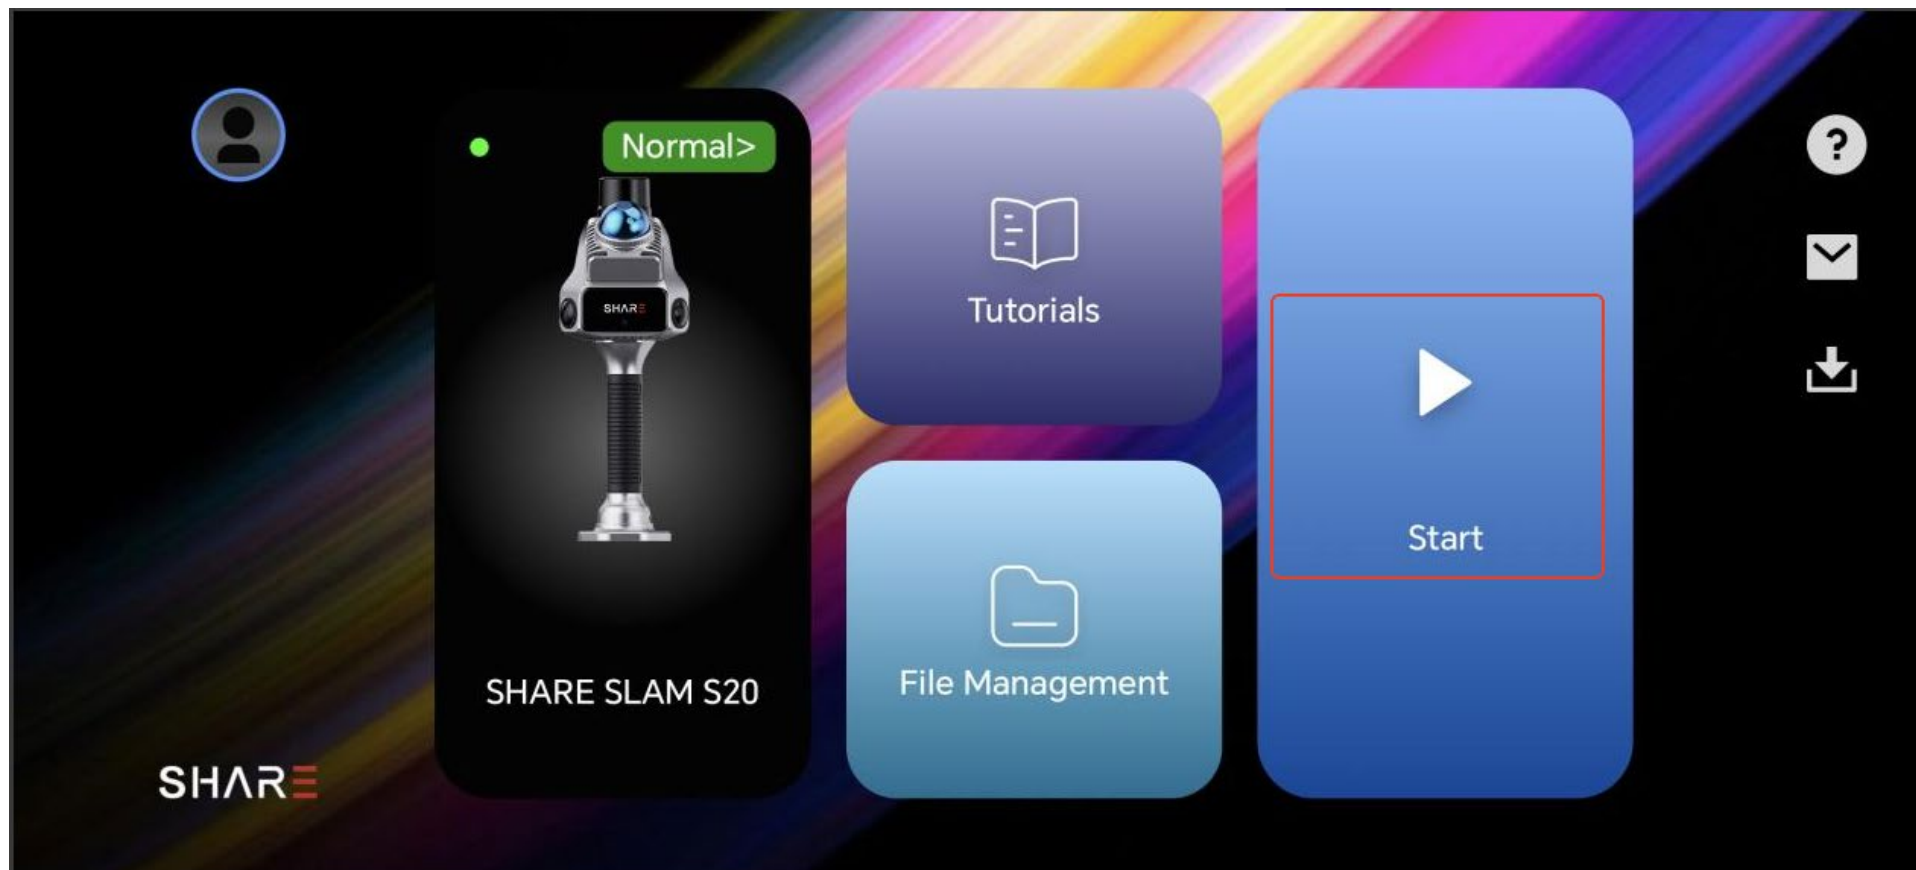 Normal>
SHARE
SHARE SLAM S20
Tutorials
File Management
Start
?
SHARE